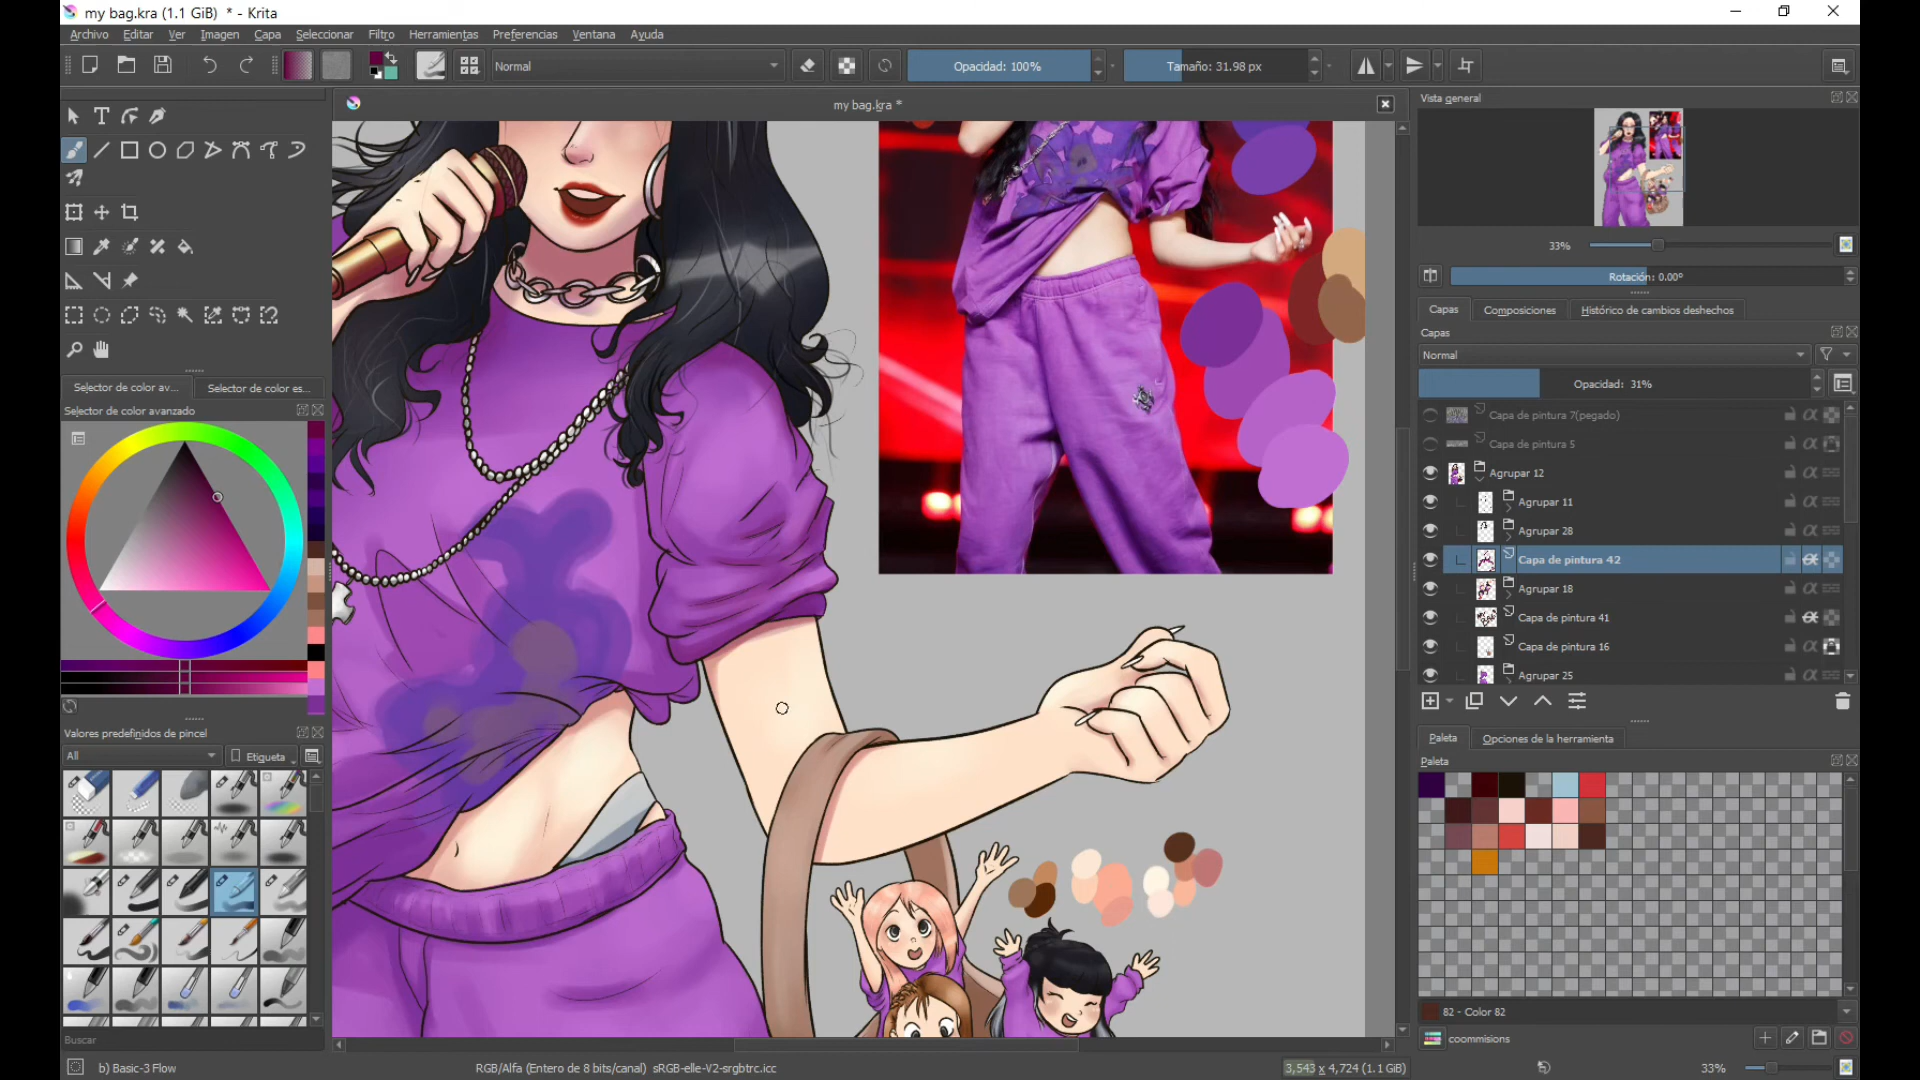 my bag.kra (1.1 GiB) * - Krita
Archivo Editar Ver Imagen Capa Seleccionar Filtro Herramientas Preferencias Ventana Ayuda
Normal Opacidad: 100% Tamaño: 31.98 px
my bag.kra *
Vista general
33%
Rotación: 0.00º
Capas Composiciones Histórico de cambios deshechos
Capas
Normal
Opacidad: 31%
Capa de pintura 7(pegado)
Capa de pintura 5
Agrupar 12
Agrupar 11
Agrupar 28
Capa de pintura 42
Agrupar 18
Capa de pintura 41
Capa de pintura 16
Agrupar 25
Selector de color av... Selector de color es...
Selector de color avanzado
Valores predefinidos de pincel
All Etiqueta
Buscar
Paleta Opciones de la herramienta
Paleta
82 - Color 82
coommisions
b) Basic-3 Flow RGB/Alfa (Entero de 8 bits/canal) sRGB-elle-V2-srgbtrc.icc 3,543 x 4,724 (1.1 GiB) 33%